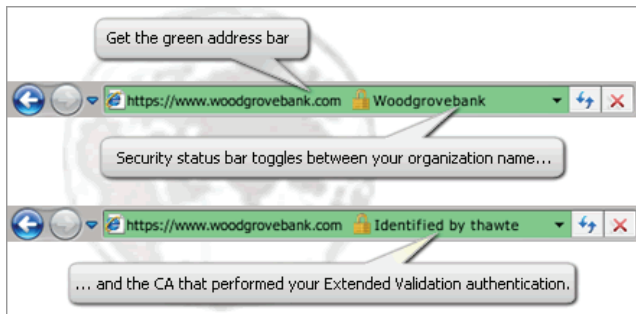 Get the green address bar
https://www.woodgrovebank.com Woodgrovebank
Security status bar toggles between your organization name...
https://www.woodgrovebank.com Identified by thawte
... and the CA that performed your Extended Validation authentication.